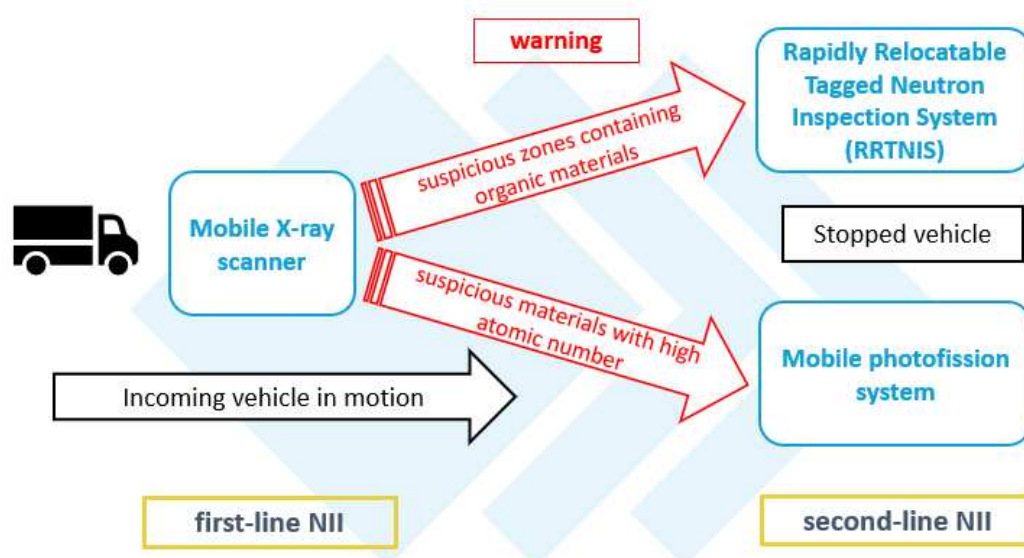 warning
Rapidly Relocatable
Tagged Neutron
Inspection System
(RRTNIS)
suspicious zones containing
organic materials
Mobile X-ray
scanner
Stopped vehicle
suspicious materials with high
atomic number
Mobile photofission
system
Incoming vehicle in motion
first-line NII
second-line NII